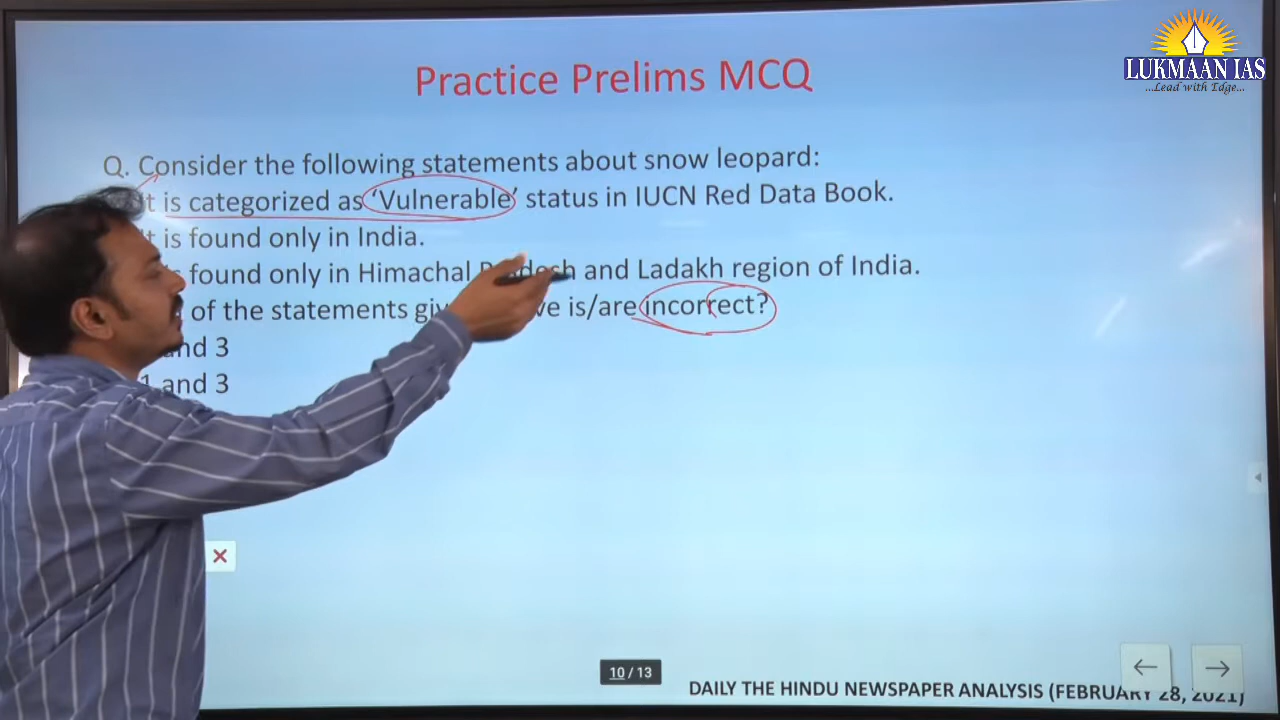 LUKMAAN IAS
...Lead with Edge...
Practice Prelims MCQ
Q. Consider the following statements about snow leopard:
is categorized as ‘Vulnerable’ status in IUCN Red Data Book.
is found only in India.
found only in Himachal and Ladakh region of India.
of the statements is/are incorrect?
and 3
1 and 3
10 / 13
DAILY THE HINDU NEWSPAPER ANALYSIS (FEBRUARY 28, 2021)